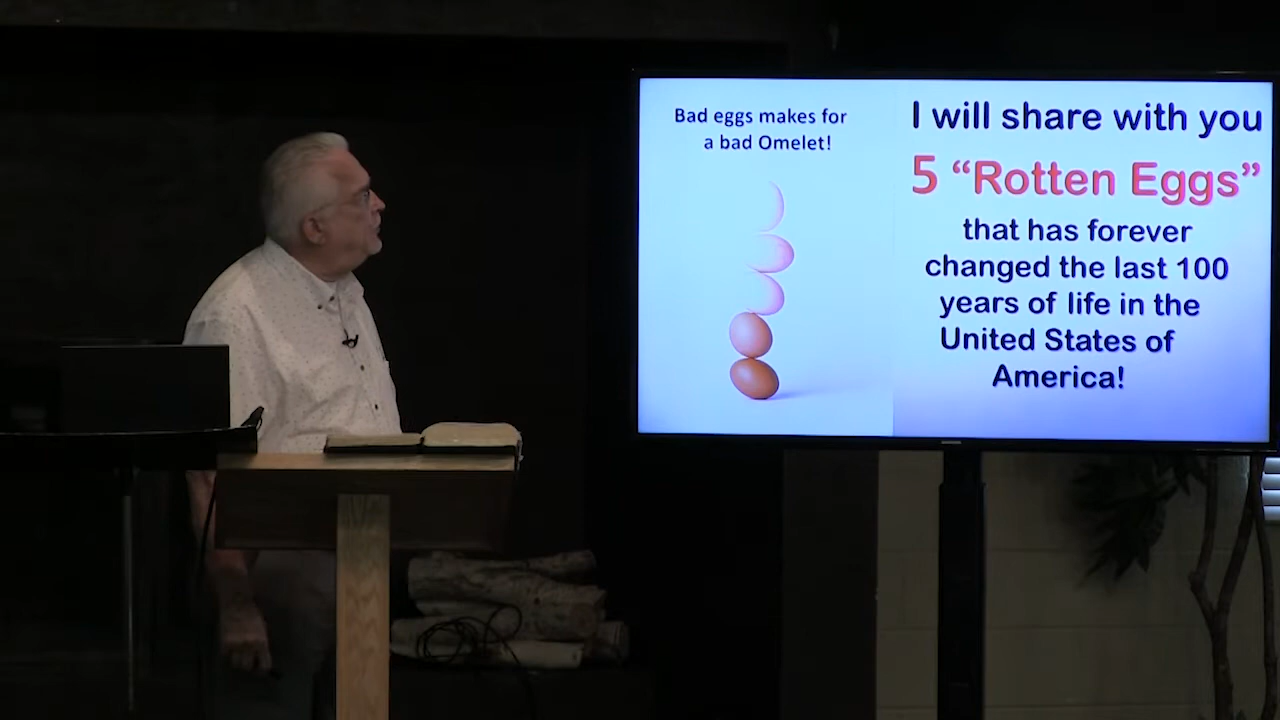 Bad eggs makes for
a bad Omelet!
I will share with you
5 “Rotten Eggs”
that has forever
changed the last 100
years of life in the
United States of
America!